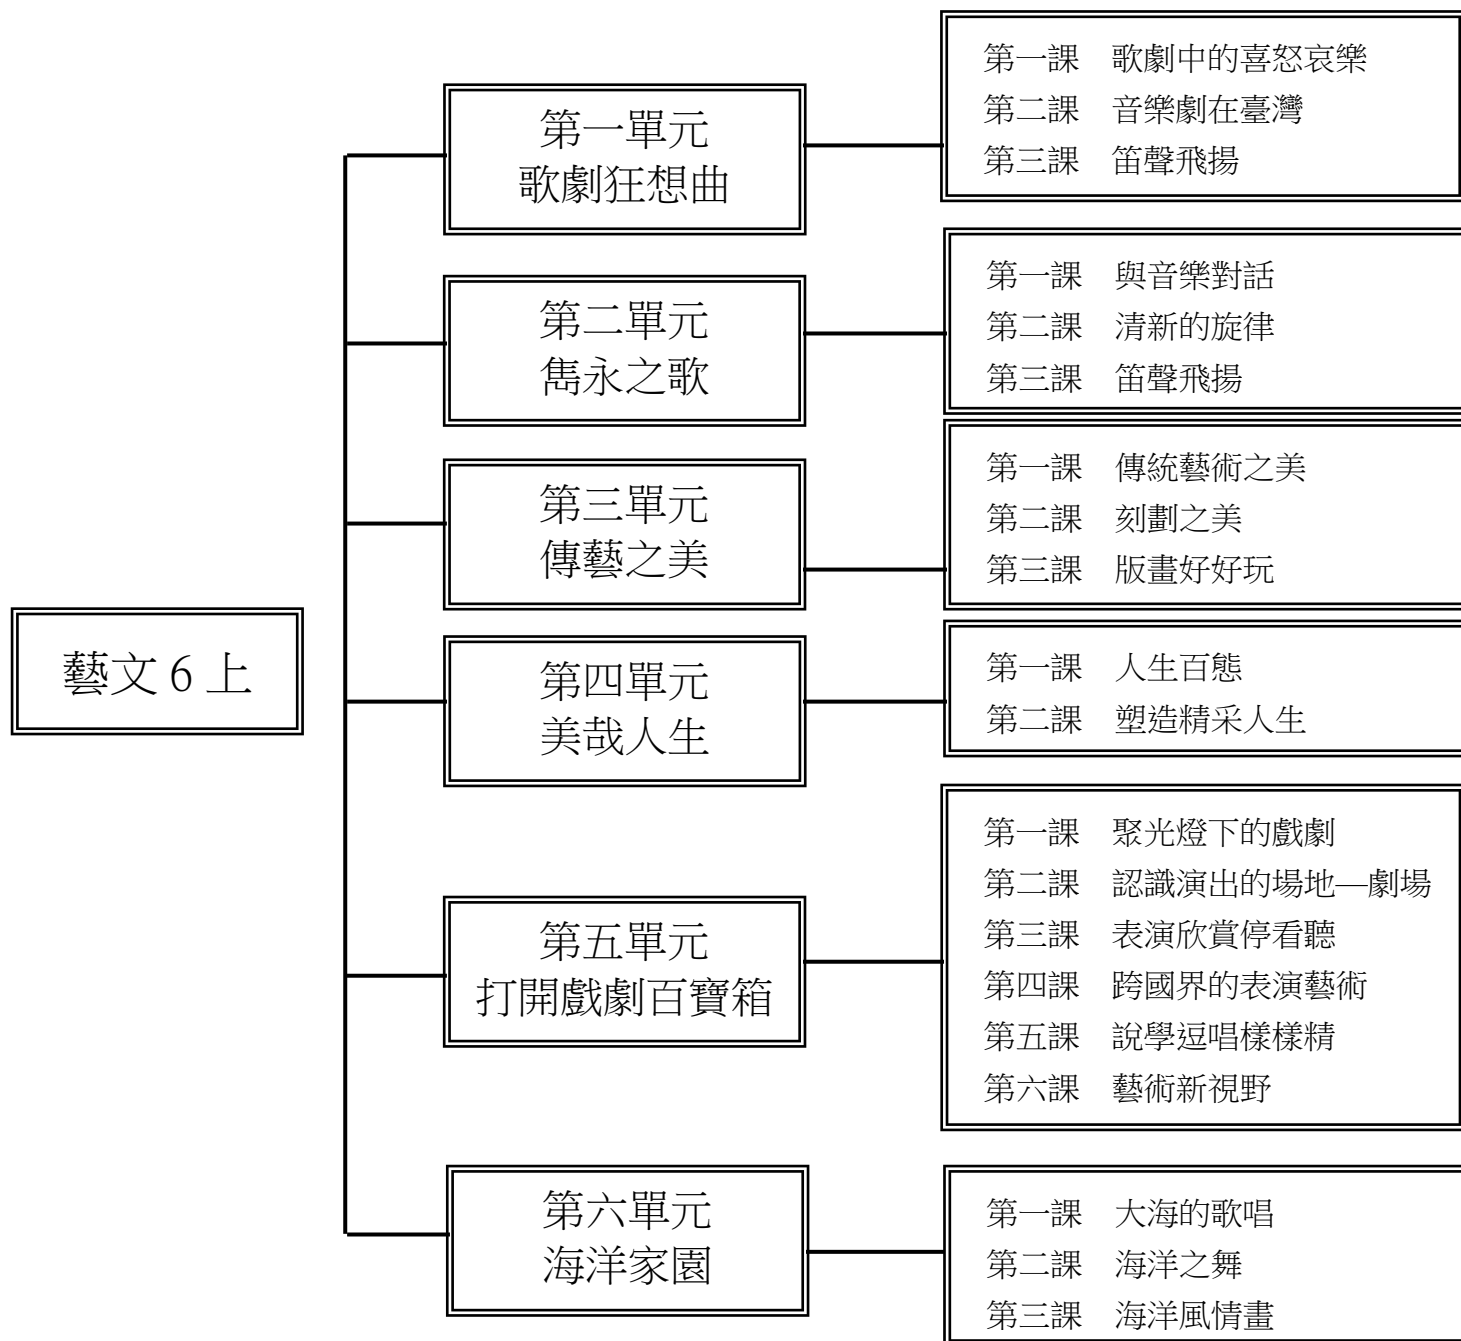 藝文 6 上
第一單元
歌劇狂想曲
第一課　歌劇中的喜怒哀樂
第二課　音樂劇在臺灣
第三課　笛聲飛揚
第二單元
雋永之歌
第一課　與音樂對話
第二課　清新的旋律
第三課　笛聲飛揚
第三單元
傳藝之美
第一課　傳統藝術之美
第二課　刻劃之美
第三課　版畫好好玩
第四單元
美哉人生
第一課　人生百態
第二課　塑造精采人生
第五單元
打開戲劇百寶箱
第一課　聚光燈下的戲劇
第二課　認識演出的場地—劇場
第三課　表演欣賞停看聽
第四課　跨國界的表演藝術
第五課　說學逗唱樣樣精
第六課　藝術新視野
第六單元
海洋家園
第一課　大海的歌唱
第二課　海洋之舞
第三課　海洋風情畫